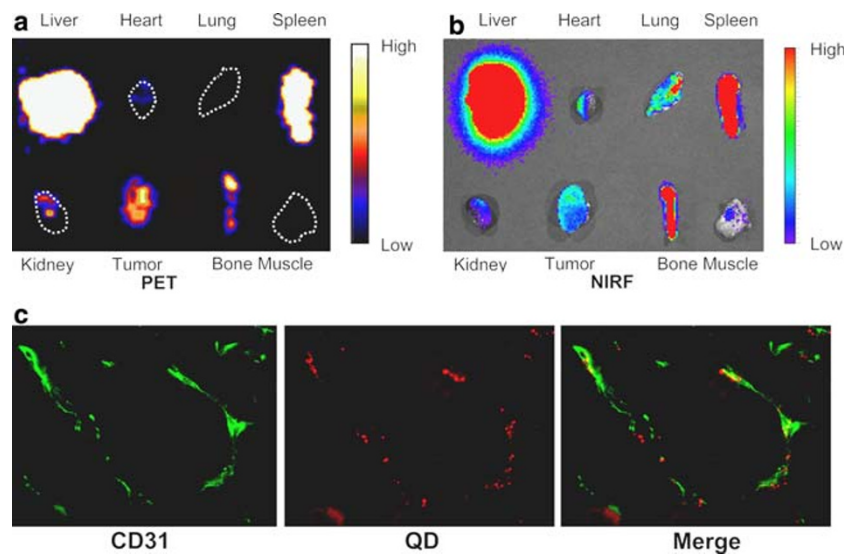 a
Liver Heart Lung Spleen
High
Low
Kidney Tumor Bone Muscle
PET
b
Liver Heart Lung Spleen
High
Low
Kidney Tumor Bone Muscle
NIRF
c
CD31 QD Merge